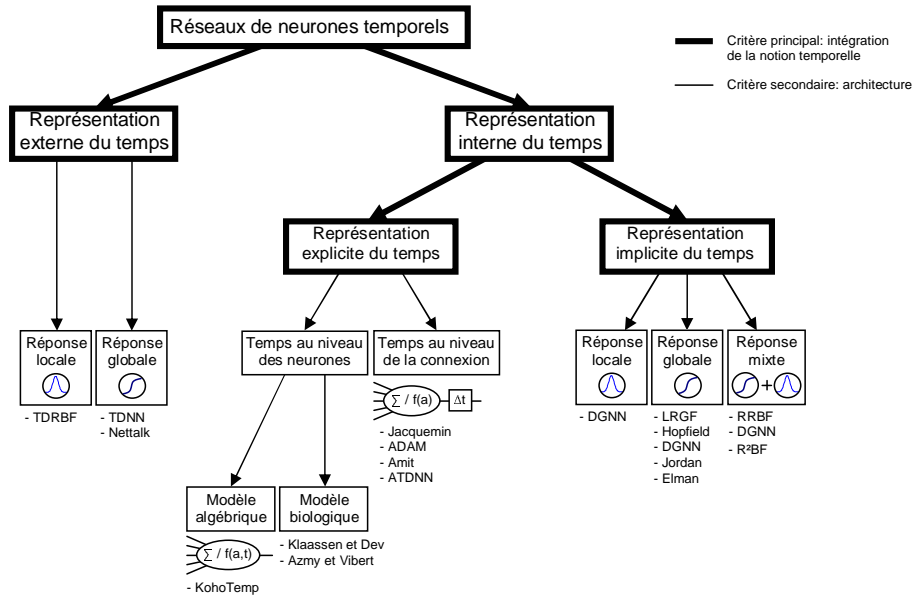 Réseaux de neurones temporels
Critère principal: intégration
de la notion temporelle
Critère secondaire: architecture
Représentation
externe du temps
Représentation
interne du temps
Représentation
explicite du temps
Représentation
implicite du temps
Réponse
locale
- TDRBF
Réponse
globale
- TDNN
- Nettalk
Temps au niveau
des neurones
Temps au niveau
de la connexion
∑ / f(a)
Δt
- Jacquemin
- ADAM
- Amit
- ATDNN
Modèle
algébrique
∑ / f(a,t)
- KohoTemp
Modèle
biologique
- Klaassen et Dev
- Azmy et Vibert
Réponse
locale
- DGNN
Réponse
globale
- LRGF
- Hopfield
- DGNN
- Jordan
- Elman
Réponse
mixte
+
- RRBF
- DGNN
- R²BF